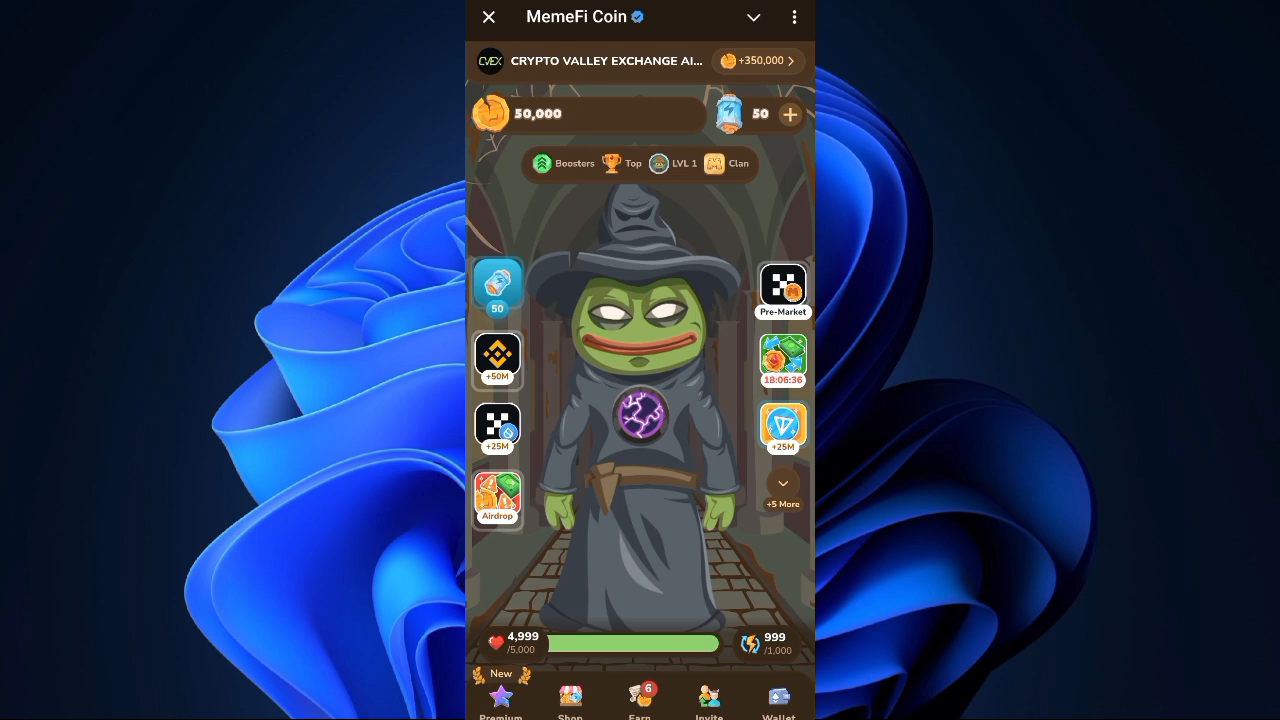 MemeFi Coin
CVEX CRYPTO VALLEY EXCHANGE AI... +350,000
50,000 50
Boosters Top LVL 1 Clan
50
Pre-Market
+50M
18:06:36
+25M
+25M
Airdrop
+5 More
4,999 /5,000
999 /1,000
New
6
Premium Shop Earn Invite Wallet